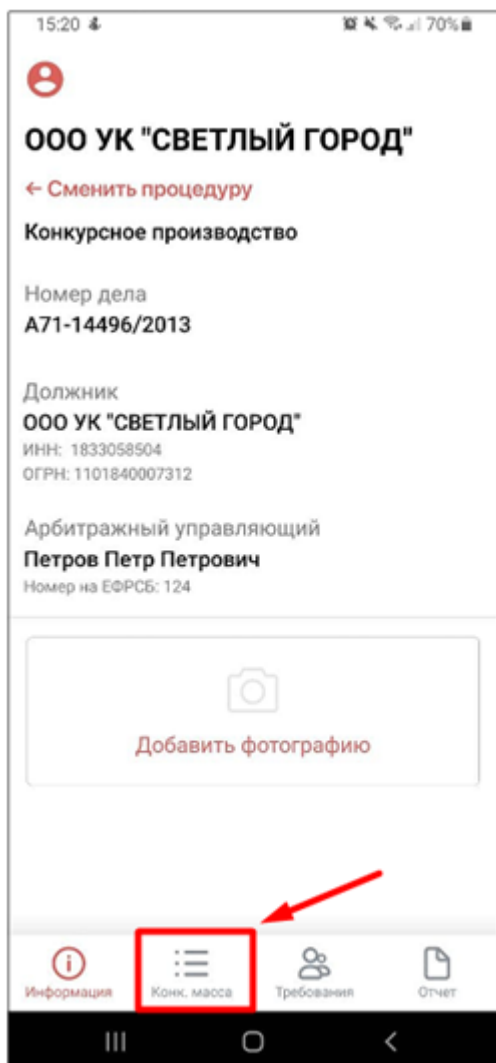 15:20
70%
ООО УК "СВЕТЛЫЙ ГОРОД"
← Сменить процедуру
Конкурсное производство
Номер дела
А71-14496/2013
Должник
ООО УК "СВЕТЛЫЙ ГОРОД"
ИНН: 1833058504
ОГРН: 1101840007312
Арбитражный управляющий
Петров Петр Петрович
Номер на ЕФРСБ: 124
Добавить фотографию
Информация Конк. масса Требования Отчет